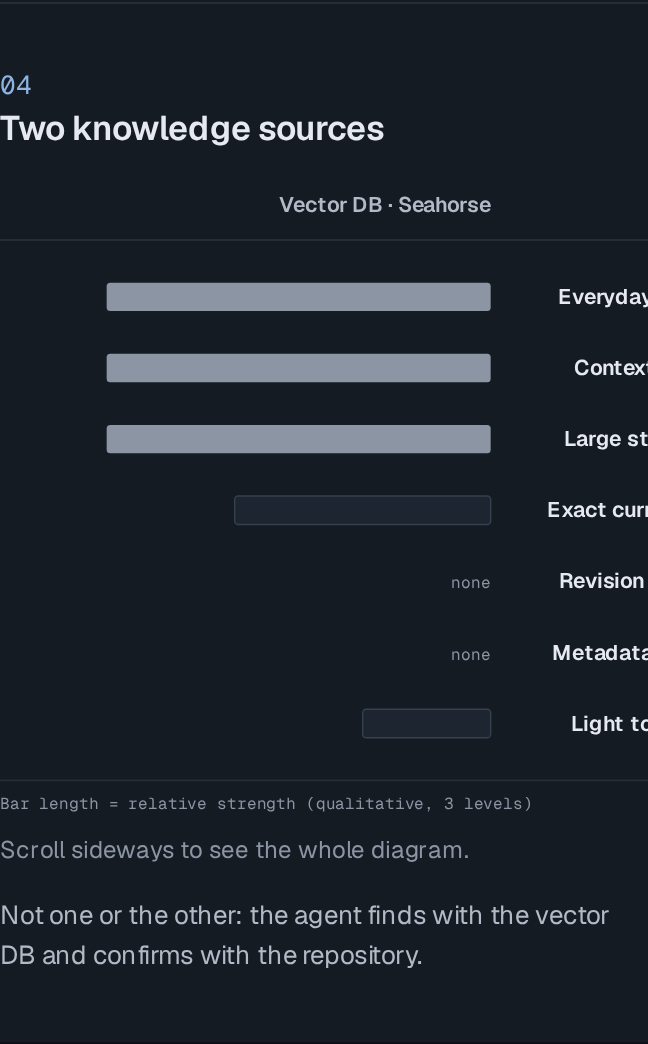 04
Two knowledge sources
Vector DB · Seahorse
Everyday
Context
Large st
Exact curr
none Revision
none Metadata
Light to
Bar length = relative strength (qualitative, 3 levels)
Scroll sideways to see the whole diagram.
Not one or the other: the agent finds with the vector
DB and confirms with the repository.